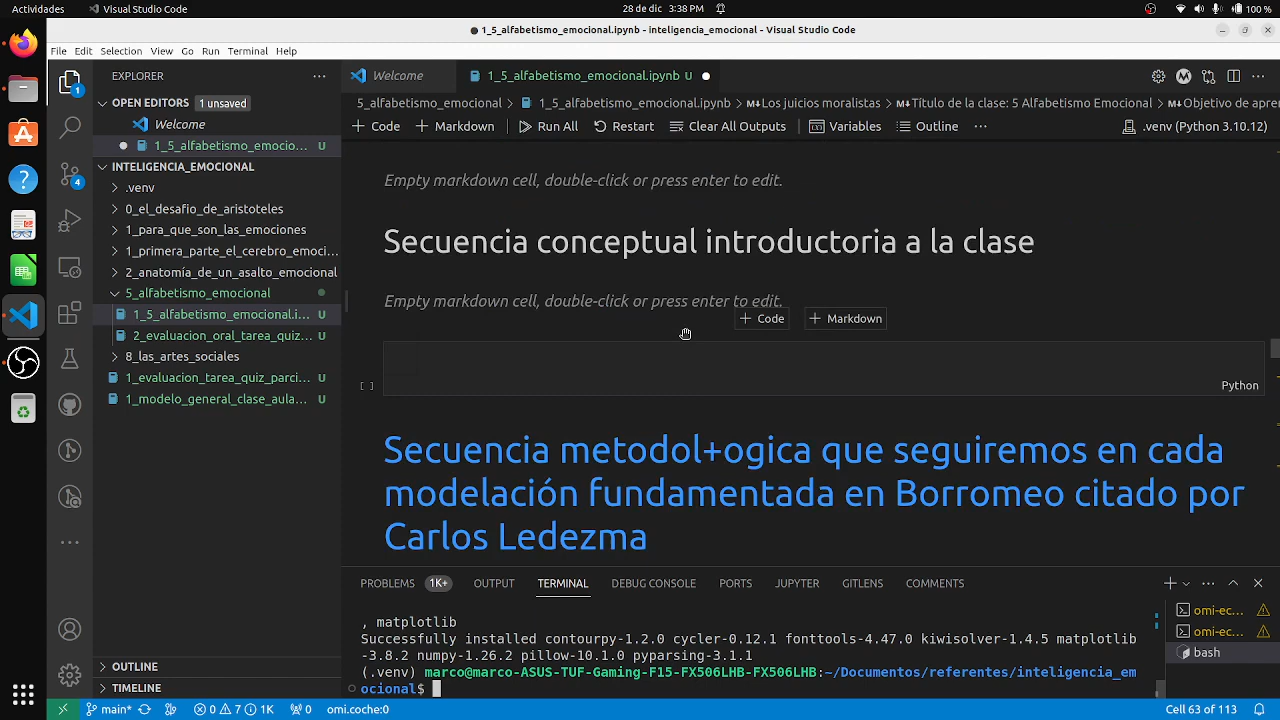 Actividades
Visual Studio Code
28 de dic 3:38 PM
100 %
● 1_5_alfabetismo_emocional.ipynb - inteligencia_emocional - Visual Studio Code
File Edit Selection View Go Run Terminal Help
EXPLORER
Welcome
1_5_alfabetismo_emocional.ipynb U
OPEN EDITORS 1 unsaved
5_alfabetismo_emocional > 1_5_alfabetismo_emocional.ipynb > Los juicios moralistas > Título de la clase: 5 Alfabetismo Emocional > Objetivo de apre
Welcome
+ Code + Markdown Run All Restart Clear All Outputs Variables Outline ... .venv (Python 3.10.12)
1_5_alfabetismo_emocio... U
INTELIGENCIA_EMOCIONAL
.venv
0_el_desafio_de_aristoteles
1_para_que_son_las_emociones
1_primera_parte_el_cerebro_emoci...
2_anatomía_de_un_asalto_emocional
5_alfabetismo_emocional
1_5_alfabetismo_emocional.i... U
2_evaluacion_oral_tarea_quiz... U
8_las_artes_sociales
1_evaluacion_tarea_quiz_parci... U
1_modelo_general_clase_aula... U
1
4
Empty markdown cell, double-click or press enter to edit.
Secuencia conceptual introductoria a la clase
Empty markdown cell, double-click or press enter to edit.
+ Code + Markdown
[ ]
Python
Secuencia metodol+ogica que seguiremos en cada
modelación fundamentada en Borromeo citado por
Carlos Ledezma
PROBLEMS 1K+ OUTPUT TERMINAL DEBUG CONSOLE PORTS JUPYTER GITLENS COMMENTS
, matplotlib
Successfully installed contourpy-1.2.0 cycler-0.12.1 fonttools-4.47.0 kiwisolver-1.4.5 matplotlib
-3.8.2 numpy-1.26.2 pillow-10.1.0 pyparsing-3.1.1
(.venv) marco@marco-ASUS-TUF-Gaming-F15-FX506LHB-FX506LHB:~/Documentos/referentes/inteligencia_em
ocional$
omi-ec...
omi-ec...
bash
OUTLINE
TIMELINE
main* 0 7 1K 0 omi.coche:0
Cell 63 of 113